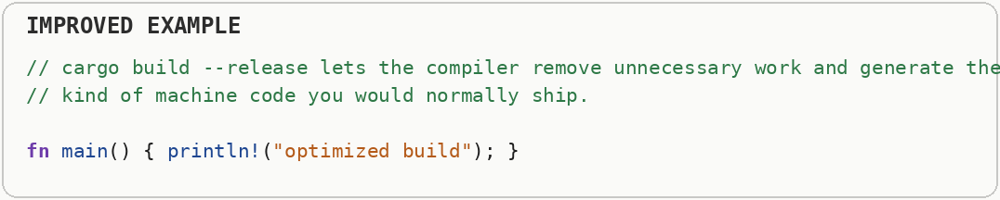 IMPROVED EXAMPLE
// cargo build --release lets the compiler remove unnecessary work and generate the
// kind of machine code you would normally ship.
fn main() { println!("optimized build"); }